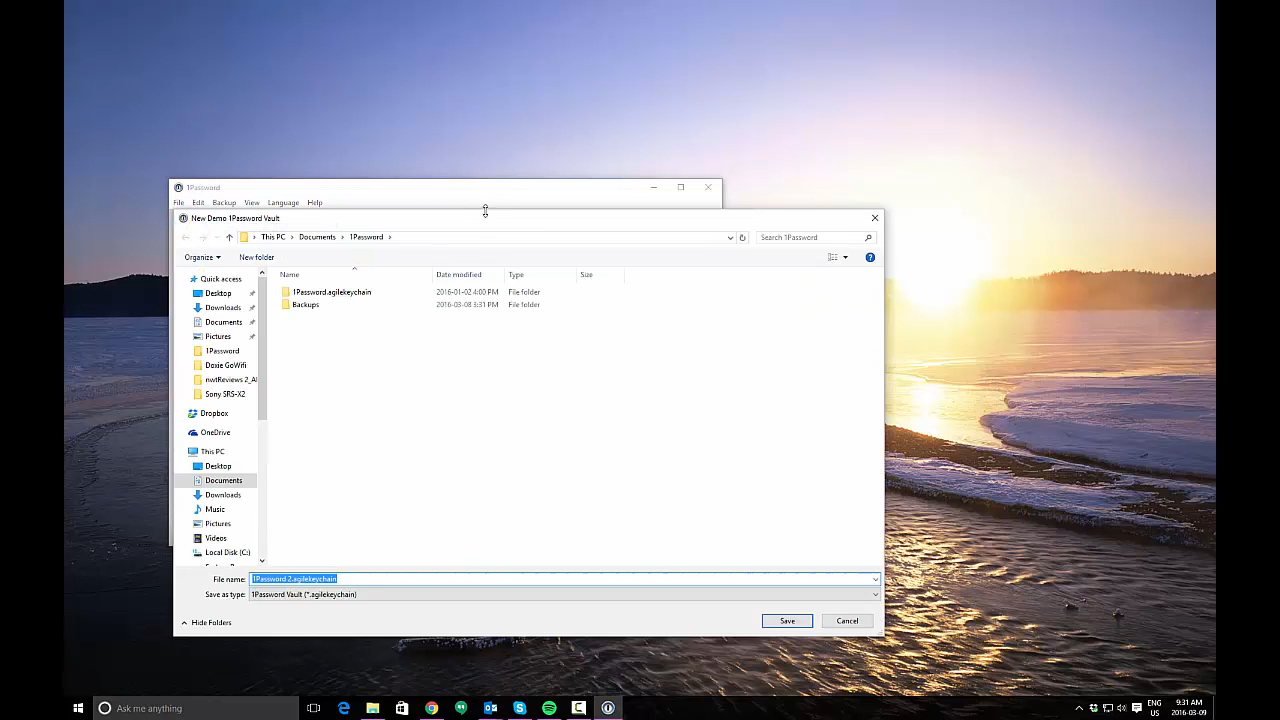 1Password
File Edit Backup View Language Help
New Demo 1Password Vault
This PC Documents 1Password
Search 1Password
Organize New folder
Name Date modified Type Size
1Password.agilekeychain 2016-01-02 4:00 PM File folder
Backups 2016-03-08 3:31 PM File folder
Quick access
Desktop
Downloads
Documents
Pictures
1Password
Doxie GoWifi
nwtReviews 2_Al
Sony SRS-X2
Dropbox
OneDrive
This PC
Desktop
Documents
Downloads
Music
Pictures
Videos
Local Disk (C:)
File name: 1Password 2.agilekeychain
Save as type: 1Password Vault (*.agilekeychain)
Hide Folders
Save Cancel
Ask me anything
ENG
US
9:31 AM
2016-03-09